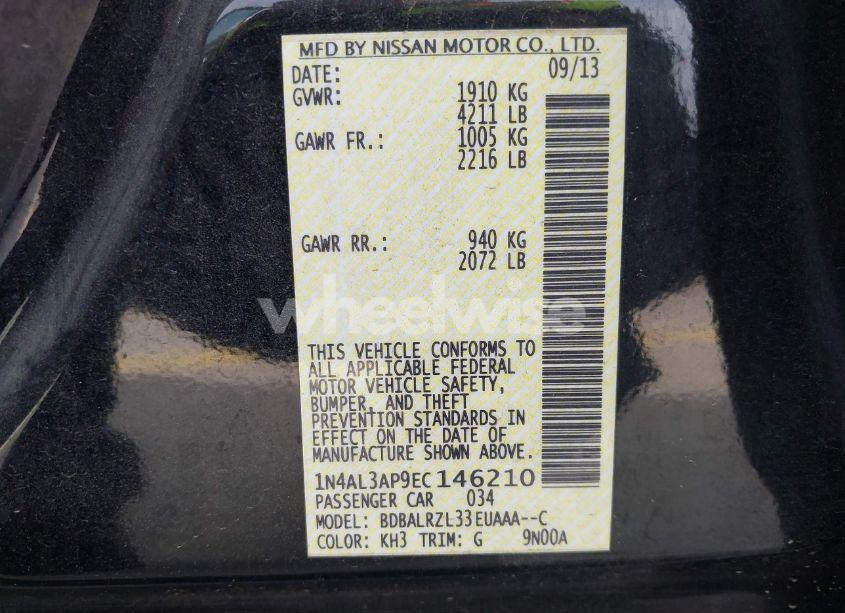 MFD BY NISSAN MOTOR CO., LTD.
DATE: 09/13
GVWR: 1910 KG
4211 LB
GAWR FR.: 1005 KG
2216 LB
GAWR RR.: 940 KG
2072 LB
wheelwise
THIS VEHICLE CONFORMS TO
ALL APPLICABLE FEDERAL
MOTOR VEHICLE SAFETY,
BUMPER, AND THEFT
PREVENTION STANDARDS IN
EFFECT ON THE DATE OF
MANUFACTURE SHOWN ABOVE.
1N4AL3AP9EC146210
PASSENGER CAR 034
MODEL: BDBALRZL33EUAAA--C
COLOR: KH3 TRIM: G 9N00A